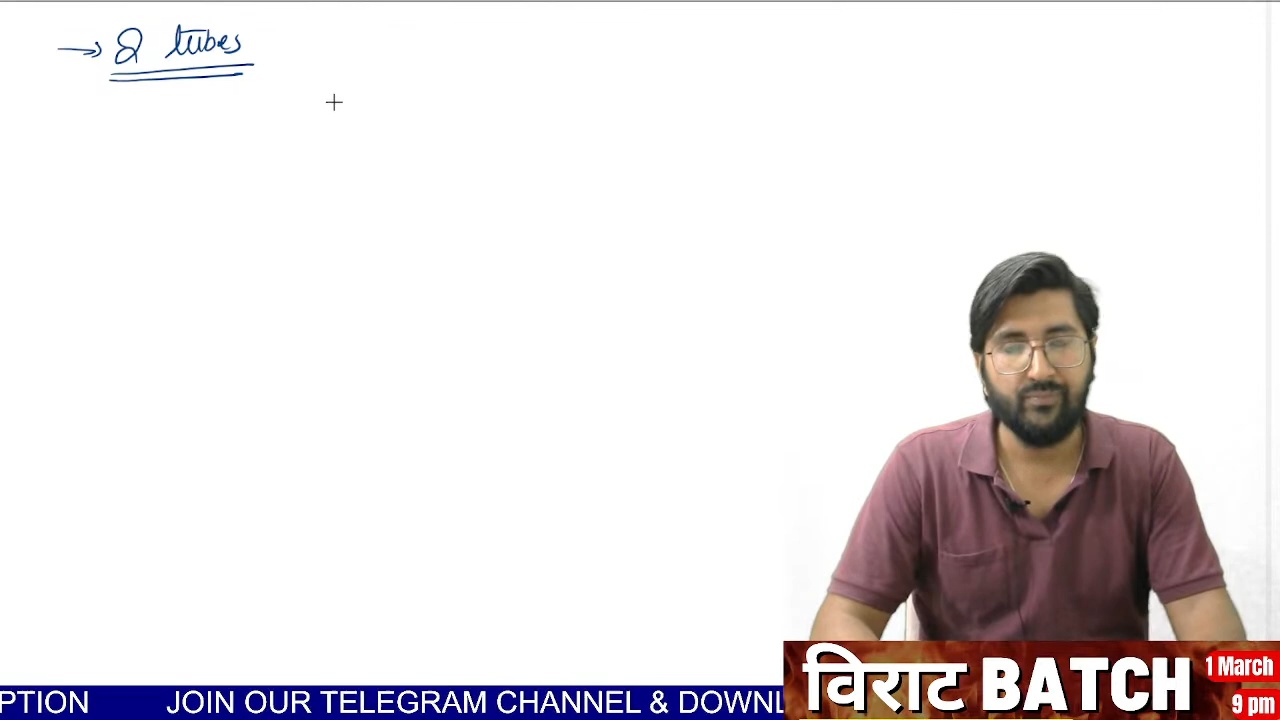 → 2 tubes
विराट BATCH
1 March
9 pm
PTION JOIN OUR TELEGRAM CHANNEL & DOWNL